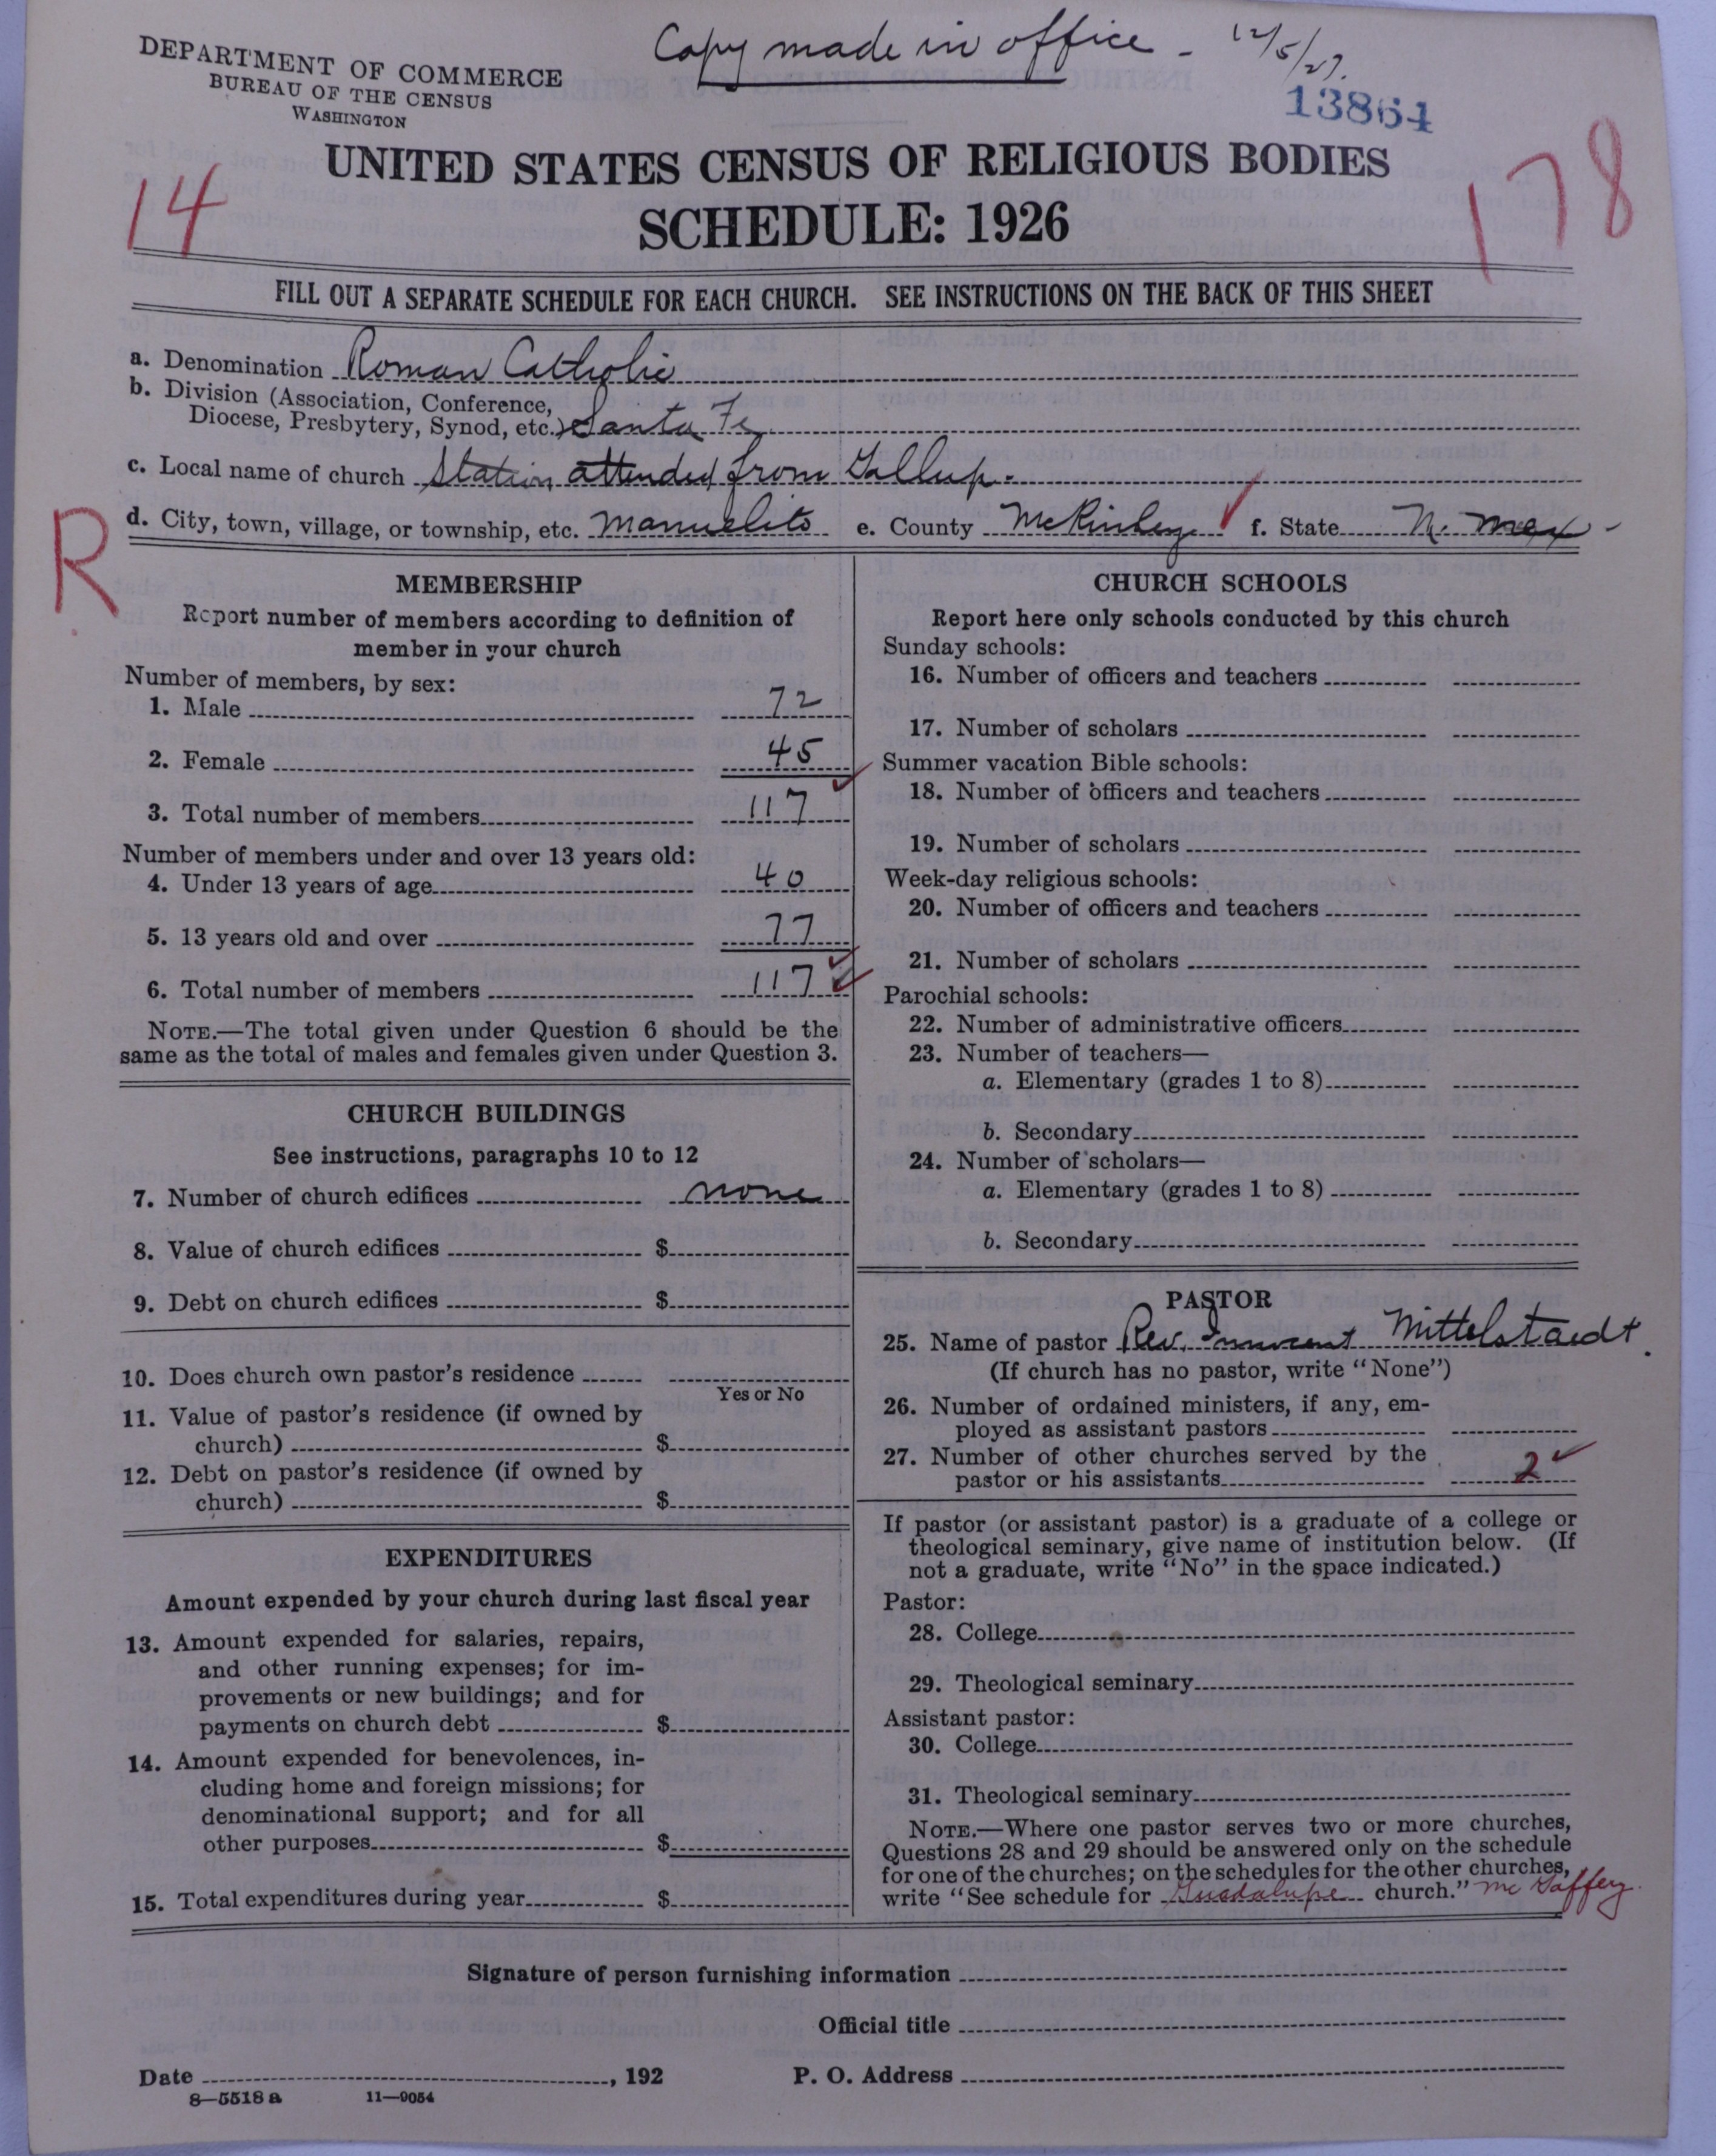 Copy made in office - 12/5/27.
DEPARTMENT OF COMMERCE
BUREAU OF THE CENSUS
WASHINGTON
13864
14
178
UNITED STATES CENSUS OF RELIGIOUS BODIES
SCHEDULE: 1926
FILL OUT A SEPARATE SCHEDULE FOR EACH CHURCH. SEE INSTRUCTIONS ON THE BACK OF THIS SHEET
a. Denomination Roman Catholic
b. Division (Association, Conference,
Diocese, Presbytery, Synod, etc.) Santa Fe
c. Local name of church Station attended from Gallup.
R
d. City, town, village, or township, etc. Manuelito e. County McKinley f. State N. Mex
MEMBERSHIP
Report number of members according to definition of
member in your church
Number of members, by sex:
1. Male 72
2. Female 45
3. Total number of members 117
Number of members under and over 13 years old:
4. Under 13 years of age 40
5. 13 years old and over 77
6. Total number of members 117
NOTE.—The total given under Question 6 should be the
same as the total of males and females given under Question 3.
CHURCH BUILDINGS
See instructions, paragraphs 10 to 12
7. Number of church edifices none
8. Value of church edifices $
9. Debt on church edifices $
10. Does church own pastor's residence
Yes or No
11. Value of pastor's residence (if owned by
church) $
12. Debt on pastor's residence (if owned by
church) $
EXPENDITURES
Amount expended by your church during last fiscal year
13. Amount expended for salaries, repairs,
and other running expenses; for im-
provements or new buildings; and for
payments on church debt $
14. Amount expended for benevolences, in-
cluding home and foreign missions; for
denominational support; and for all
other purposes $
15. Total expenditures during year $
CHURCH SCHOOLS
Report here only schools conducted by this church
Sunday schools:
16. Number of officers and teachers
17. Number of scholars
Summer vacation Bible schools:
18. Number of officers and teachers
19. Number of scholars
Week-day religious schools:
20. Number of officers and teachers
21. Number of scholars
Parochial schools:
22. Number of administrative officers
23. Number of teachers—
a. Elementary (grades 1 to 8)
b. Secondary
24. Number of scholars—
a. Elementary (grades 1 to 8)
b. Secondary
PASTOR
25. Name of pastor Rev. Innocent Mittelstaedt.
(If church has no pastor, write "None")
26. Number of ordained ministers, if any, em-
ployed as assistant pastors
27. Number of other churches served by the
pastor or his assistants 2
If pastor (or assistant pastor) is a graduate of a college or
theological seminary, give name of institution below. (If
not a graduate, write "No" in the space indicated.)
Pastor:
28. College
29. Theological seminary
Assistant pastor:
30. College
31. Theological seminary
NOTE.—Where one pastor serves two or more churches,
Questions 28 and 29 should be answered only on the schedule
for one of the churches; on the schedules for the other churches,
write "See schedule for Guadalupe church." Mc Gaffey.
Signature of person furnishing information
Official title
Date , 192 P. O. Address
8—5518 a 11—9054